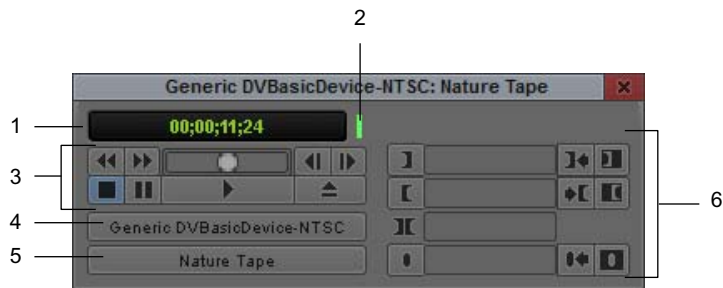 2
Generic DVBasicDevice-NTSC: Nature Tape
1
00;00;11;24
3
4
Generic DVBasicDevice-NTSC
5
Nature Tape
6